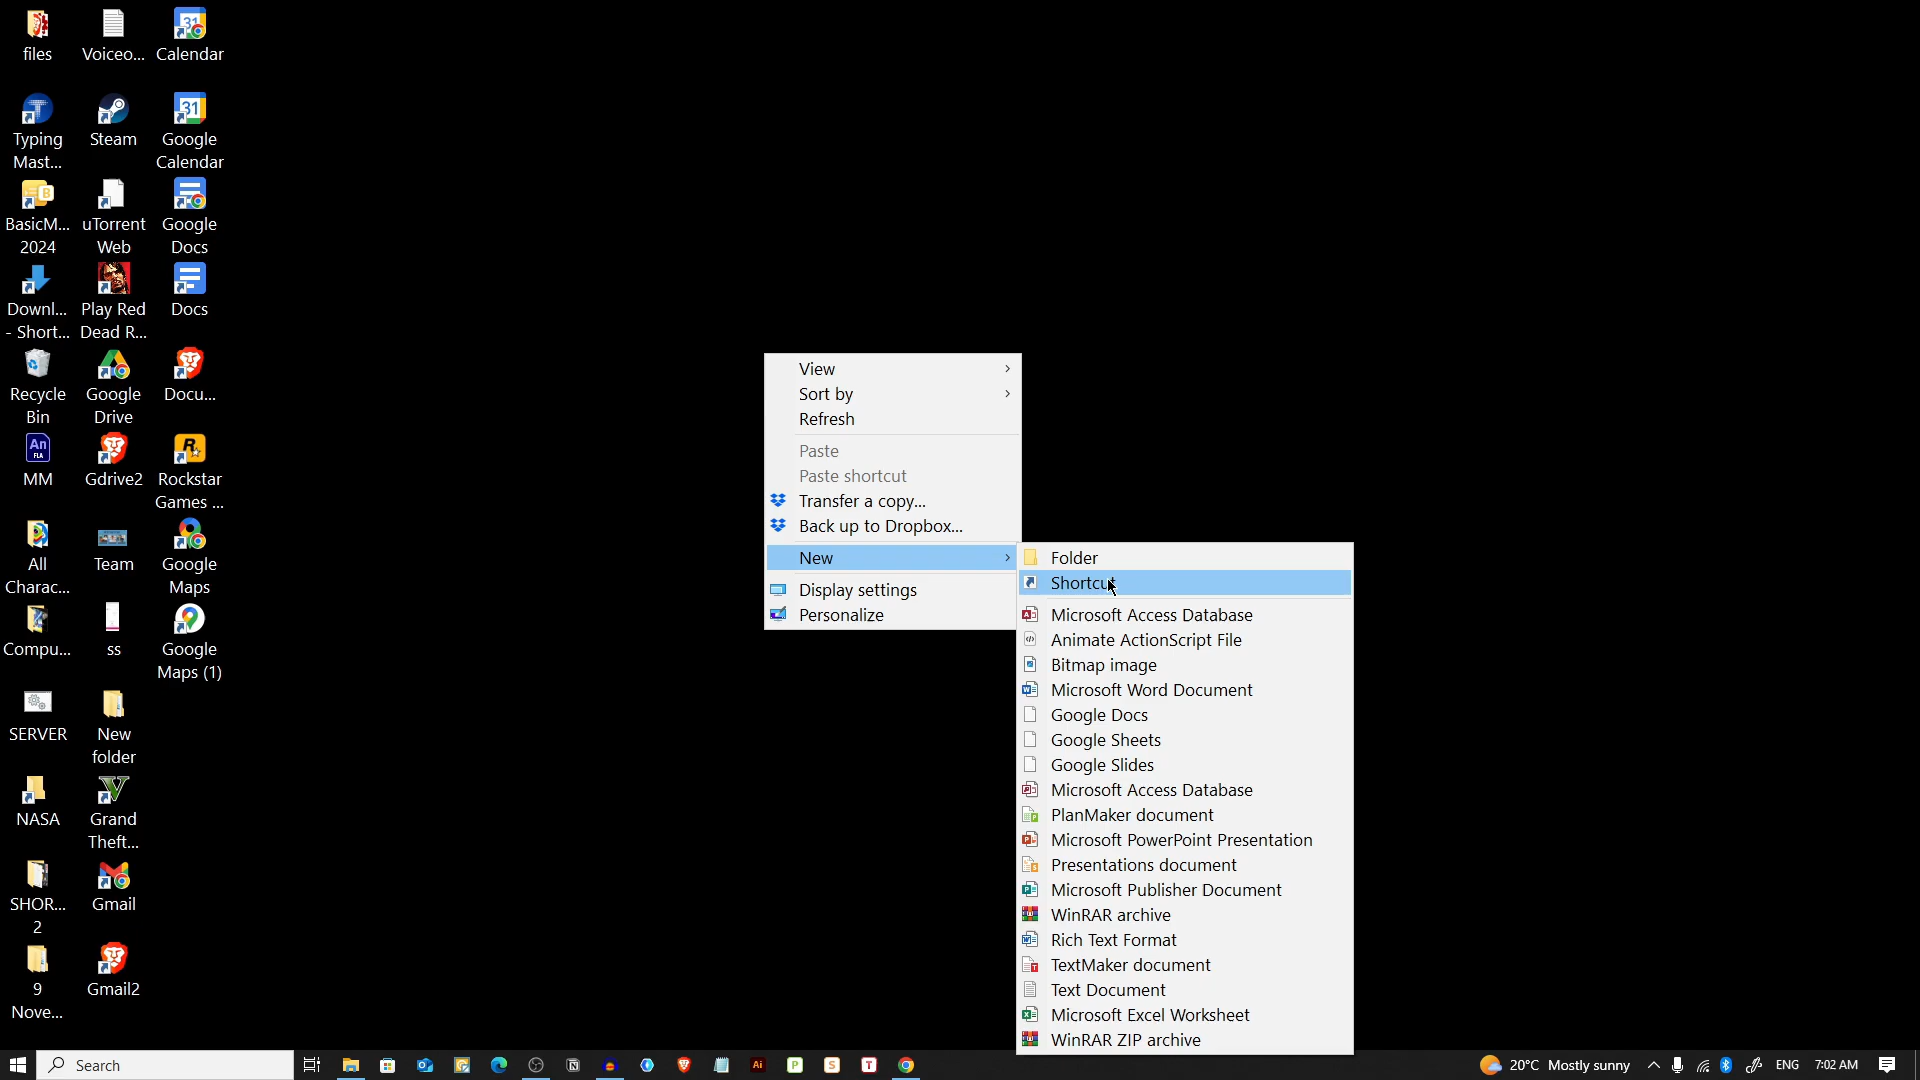 files
Voiceo...
Calendar
Typing
Mast...
Steam
Google
Calendar
BasicM...
2024
uTorrent
Web
Google
Docs
Downl...
- Short...
Play Red
Dead R...
Docs
Recycle
Bin
Google
Drive
Docu...
MM
Gdrive2
Rockstar
Games ...
All
Charac...
Team
Google
Maps
Compu...
ss
Google
Maps (1)
SERVER
New
folder
NASA
Grand
Theft...
SHOR...
2
Gmail
9
Nove...
Gmail2
View
Sort by
Refresh
Paste
Paste shortcut
Transfer a copy...
Back up to Dropbox...
New
Display settings
Personalize
Folder
Shortcut
Microsoft Access Database
Animate ActionScript File
Bitmap image
Microsoft Word Document
Google Docs
Google Sheets
Google Slides
Microsoft Access Database
PlanMaker document
Microsoft PowerPoint Presentation
Presentations document
Microsoft Publisher Document
WinRAR archive
Rich Text Format
TextMaker document
Text Document
Microsoft Excel Worksheet
WinRAR ZIP archive
Search
20°C Mostly sunny
ENG
7:02 AM